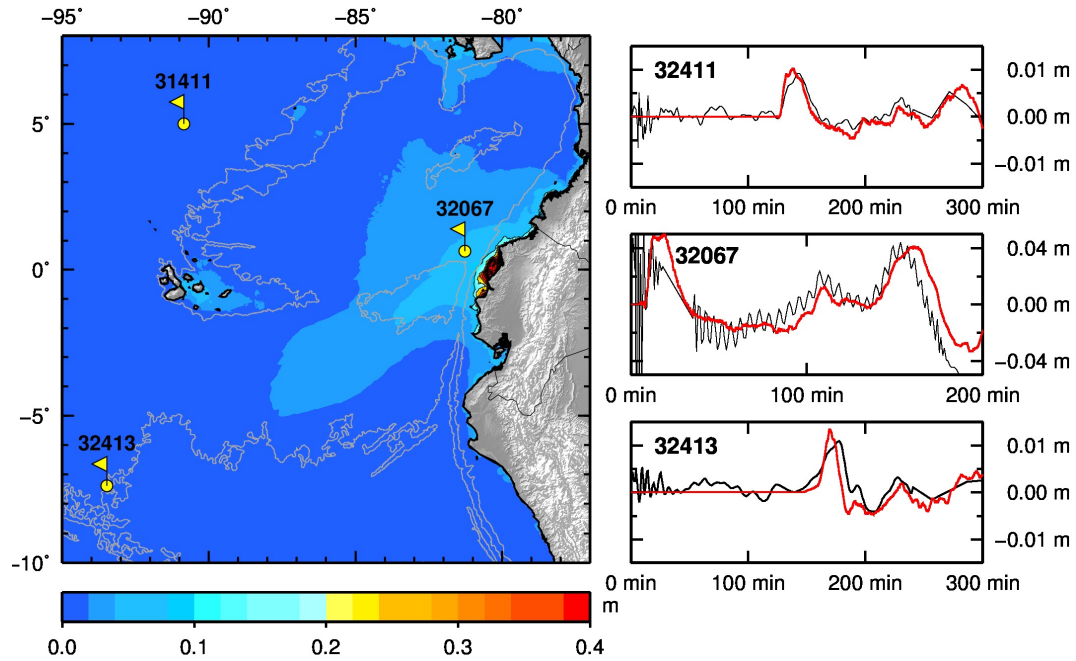 −95˚ −90˚ −85˚ −80˚
5˚
0˚
−5˚
−10˚
31411
32067
32413
0.0 0.1 0.2 0.3 0.4
m
32411
0.01 m
0.00 m
−0.01 m
0 min 100 min 200 min 300 min
32067
0.04 m
0.00 m
−0.04 m
100 min 200 min
32413
0.01 m
0.00 m
−0.01 m
0 min 100 min 200 min 300 min